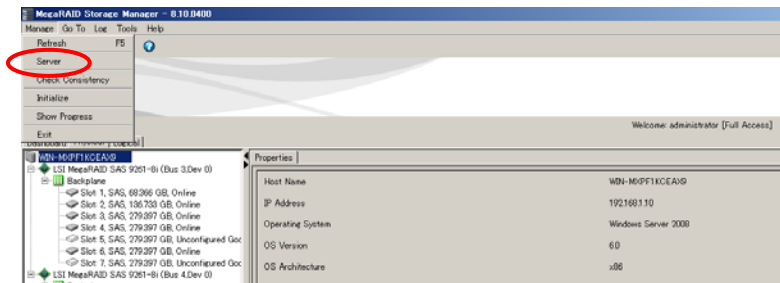 MegaRAID Storage Manager - 8.10.0400
Manage Go To Log Tools Help
Refresh F5
Server
Check Consistency
Initialize
Show Progress
Exit
Welcome: administrator [Full Access]
WIN-MXPF1KCEAX9
LSI MegaRAID SAS 9261-8i (Bus 3,Dev 0)
Backplane
Slot 1, SAS, 68.366 GB, Online
Slot 2, SAS, 136.733 GB, Online
Slot 3, SAS, 279.397 GB, Online
Slot 4, SAS, 279.397 GB, Online
Slot 5, SAS, 279.397 GB, Unconfigured Goo
Slot 6, SAS, 279.397 GB, Online
Slot 7, SAS, 279.397 GB, Unconfigured Goo
LSI MegaRAID SAS 9261-8i (Bus 4,Dev 0)
Properties
Host Name WIN-MXPF1KCEAX9
IP Address 192.168.1.10
Operating System Windows Server 2008
OS Version 6.0
OS Architecture x86